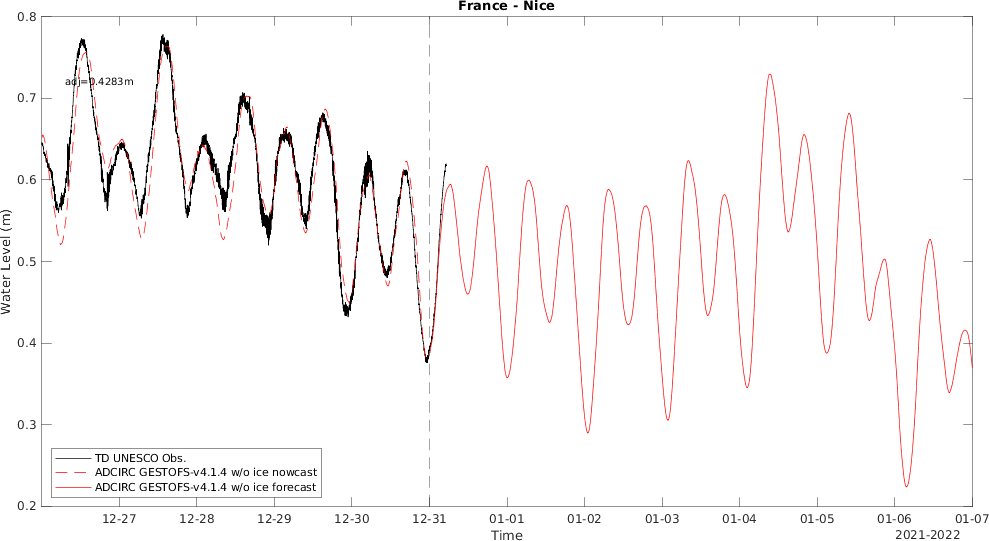 France - Nice
0.8
0.7
0.6
0.5
0.4
0.3
0.2
Water Level (m)
adj=0.4283m
TD UNESCO Obs.
ADCIRC GESTOFS-v4.1.4 w/o ice nowcast
ADCIRC GESTOFS-v4.1.4 w/o ice forecast
12-27 12-28 12-29 12-30 12-31 01-01 01-02 01-03 01-04 01-05 01-06 01-07
Time
2021-2022